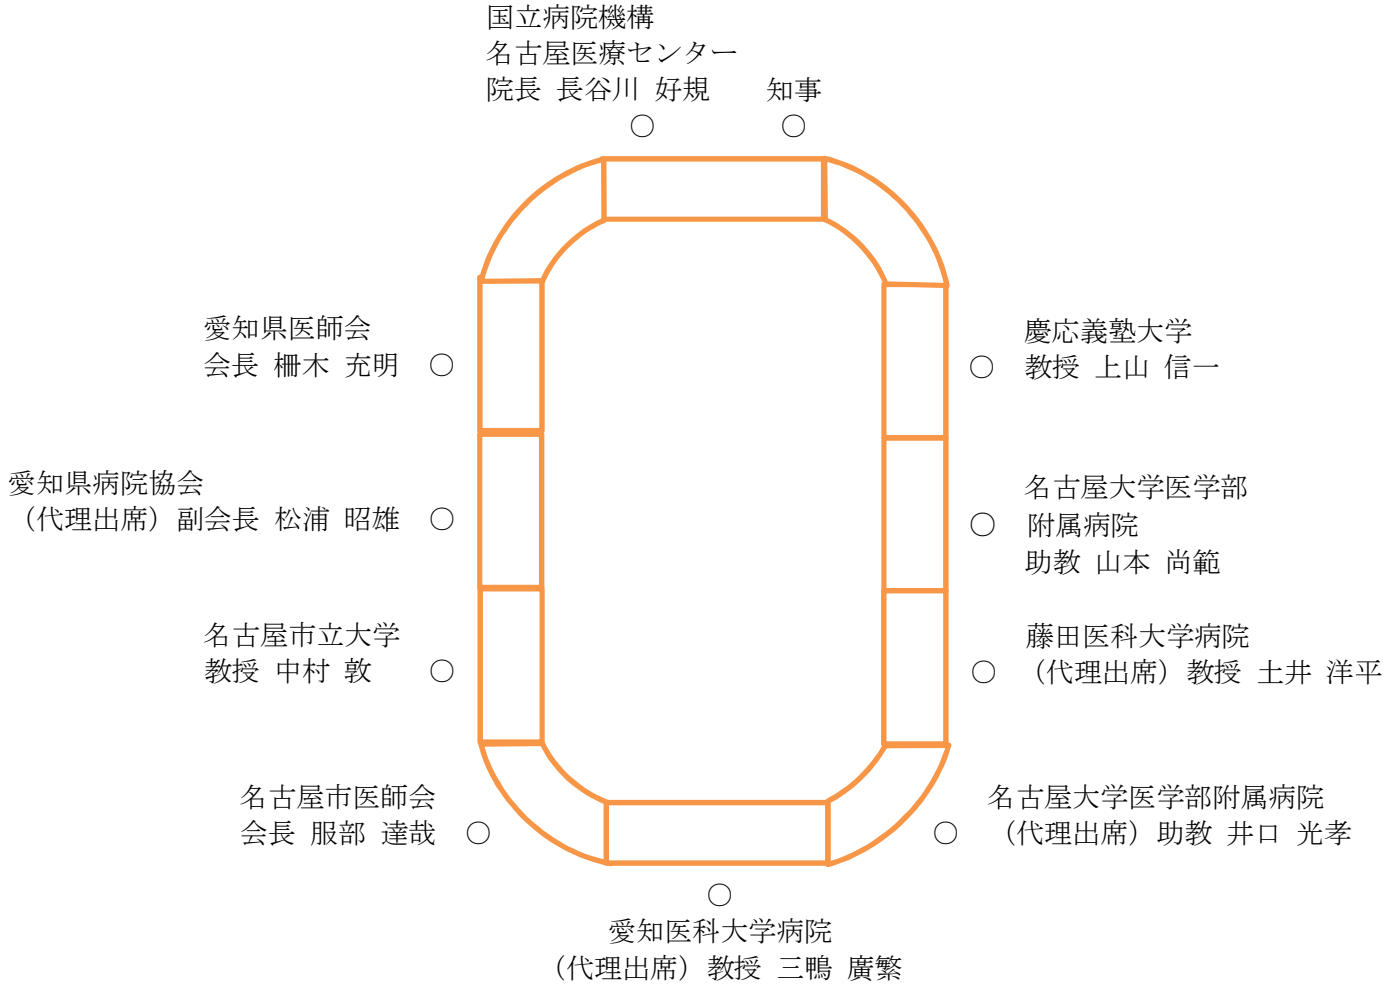 国立病院機構
名古屋医療センター
院長 長谷川 好規
知事
○ ○
愛知県医師会
会長 柵木 充明 ○
慶応義塾大学
○ 教授 上山 信一
愛知県病院協会
（代理出席）副会長 松浦 昭雄 ○
名古屋大学医学部
○ 附属病院
助教 山本 尚範
名古屋市立大学
教授 中村 敦 ○
藤田医科大学病院
○ （代理出席）教授 土井 洋平
名古屋市医師会
会長 服部 達哉 ○
名古屋大学医学部附属病院
○ （代理出席）助教 井口 光孝
○
愛知医科大学病院
（代理出席）教授 三鴨 廣繁